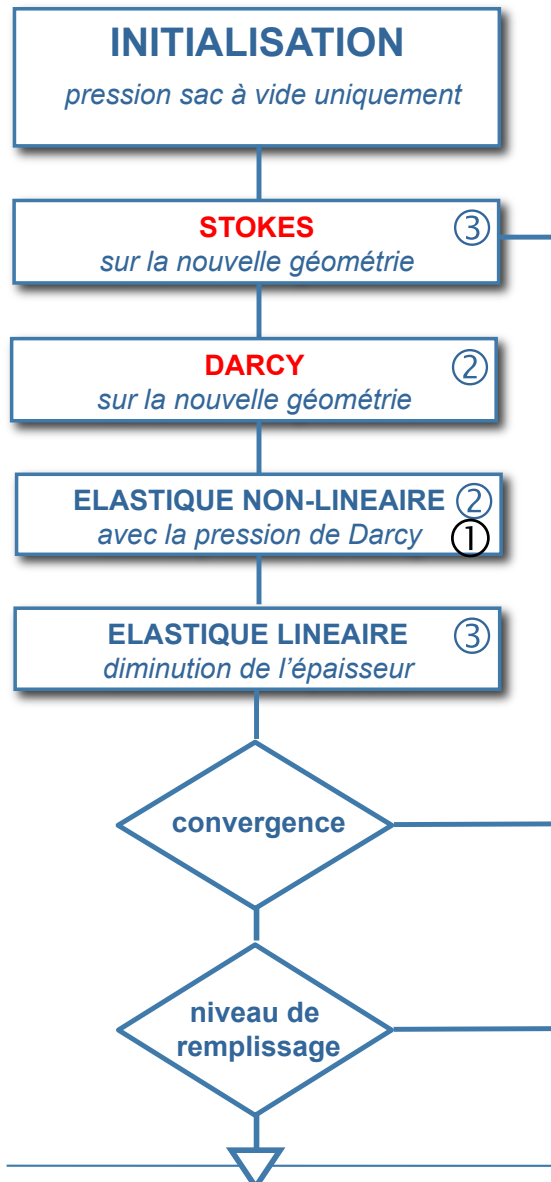 INITIALISATION
pression sac à vide uniquement
STOKES ③
sur la nouvelle géométrie
DARCY ②
sur la nouvelle géométrie
ELASTIQUE NON-LINEAIRE ②
avec la pression de Darcy ①
ELASTIQUE LINEAIRE ③
diminution de l'épaisseur
convergence
niveau de
remplissage